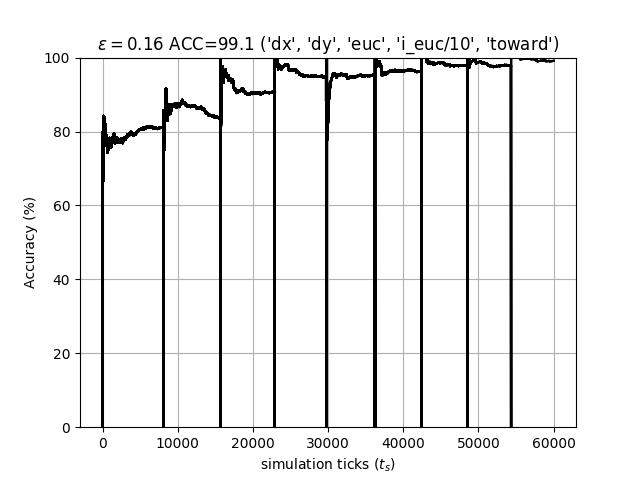 ε = 0.16 ACC=99.1 ('dx', 'dy', 'euc', 'i_euc/10', 'toward')
100
80
60
40
20
0
Accuracy (%)
0 10000 20000 30000 40000 50000 60000
simulation ticks (tₛ)